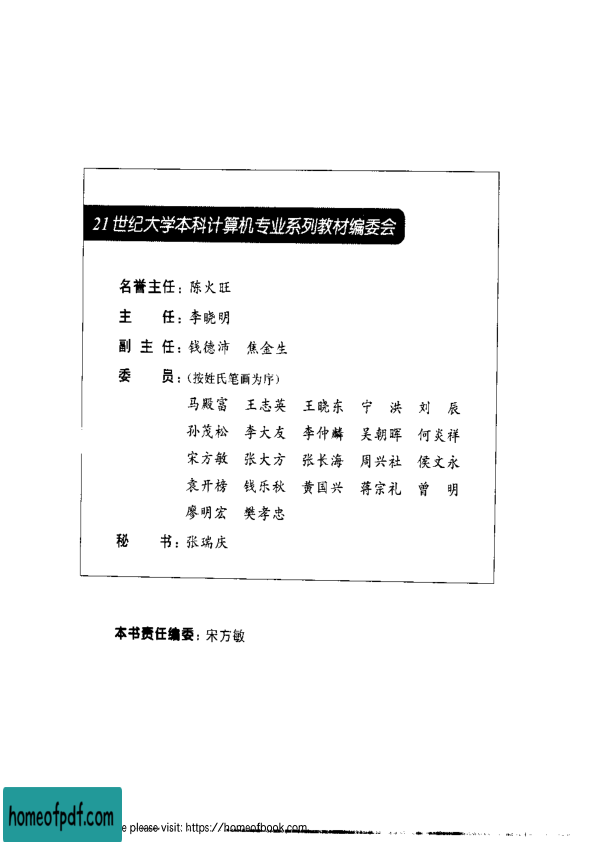 21世纪大学本科计算机专业系列教材编委会
名誉主任：陈火旺
主　　任：李晓明
副 主 任：钱德沛　焦金生
委　　员：(按姓氏笔画为序)
马殿富　王志英　王晓东　宁　洪　刘　辰
孙茂松　李大友　李仲麟　吴朝晖　何炎祥
宋方敏　张大方　张长海　周兴社　侯文永
袁开榜　钱乐秋　黄国兴　蒋宗礼　曾　明
廖明宏　樊孝忠
秘　　书：张瑞庆
本书责任编委：宋方敏
homeofpdf.com
e please visit: https://homeofbook.com